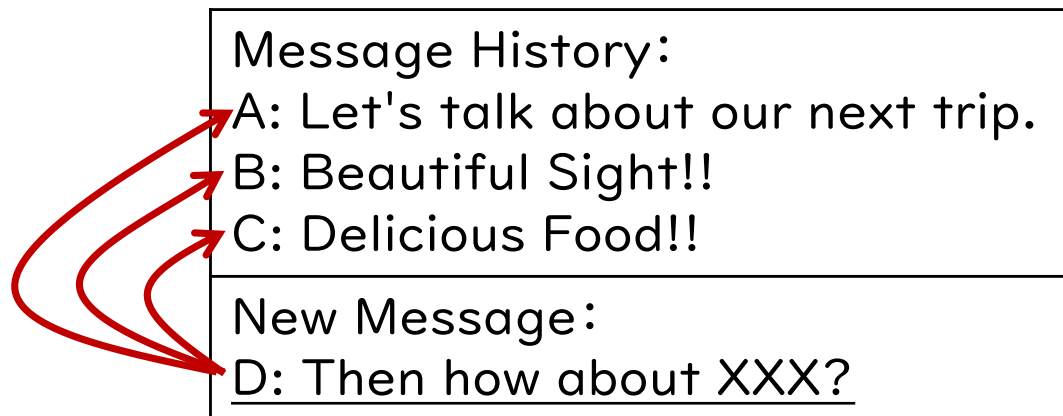 Message History:
A: Let's talk about our next trip.
B: Beautiful Sight!!
C: Delicious Food!!
New Message:
D: Then how about XXX?